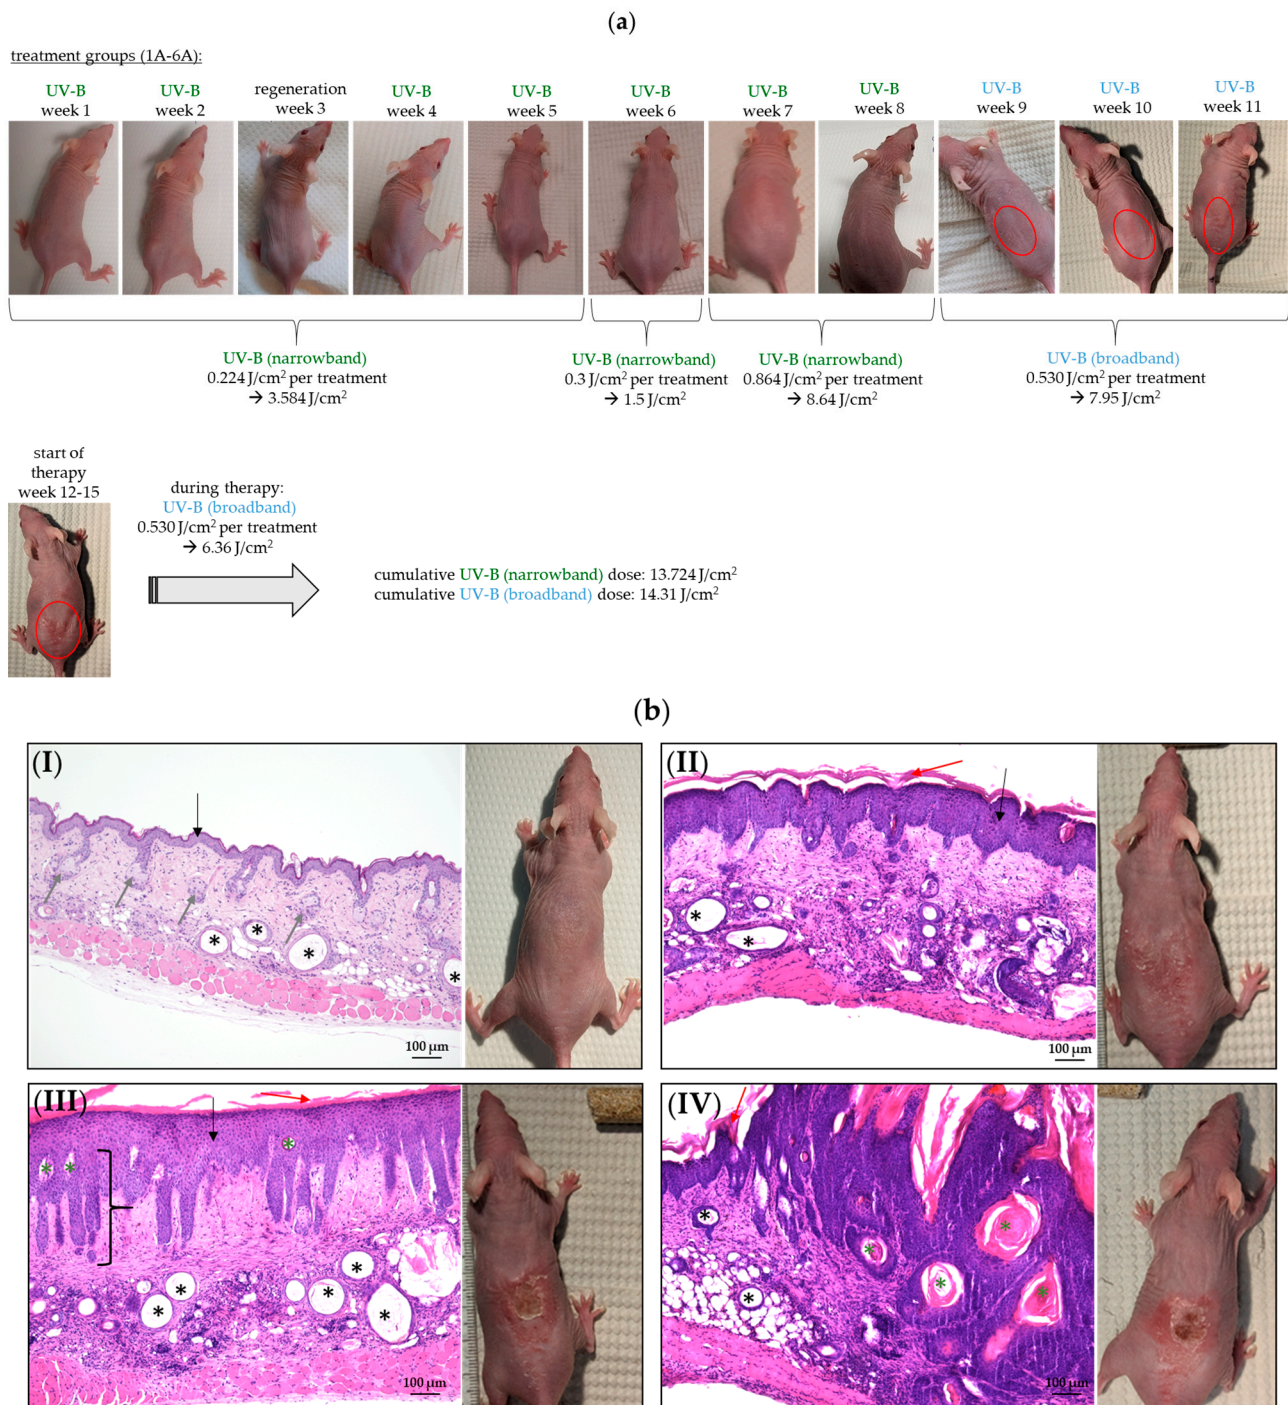 (a)
treatment groups (1A-6A):
UV-B
week 1
UV-B
week 2
regeneration
week 3
UV-B
week 4
UV-B
week 5
UV-B
week 6
UV-B
week 7
UV-B
week 8
UV-B
week 9
UV-B
week 10
UV-B
week 11
UV-B (narrowband)
0.224 J/cm² per treatment
→ 3.584 J/cm²
UV-B (narrowband)
0.3 J/cm² per treatment
→ 1.5 J/cm²
UV-B (narrowband)
0.864 J/cm² per treatment
→ 8.64 J/cm²
UV-B (broadband)
0.530 J/cm² per treatment
→ 7.95 J/cm²
start of
therapy
week 12-15
during therapy:
UV-B (broadband)
0.530 J/cm² per treatment
→ 6.36 J/cm²
cumulative UV-B (narrowband) dose: 13.724 J/cm²
cumulative UV-B (broadband) dose: 14.31 J/cm²
(b)
(I)
* * * *
100 µm
(II)
* *
100 µm
(III)
* * *
* * * * *
100 µm
(IV)
* * * *
* *
100 µm